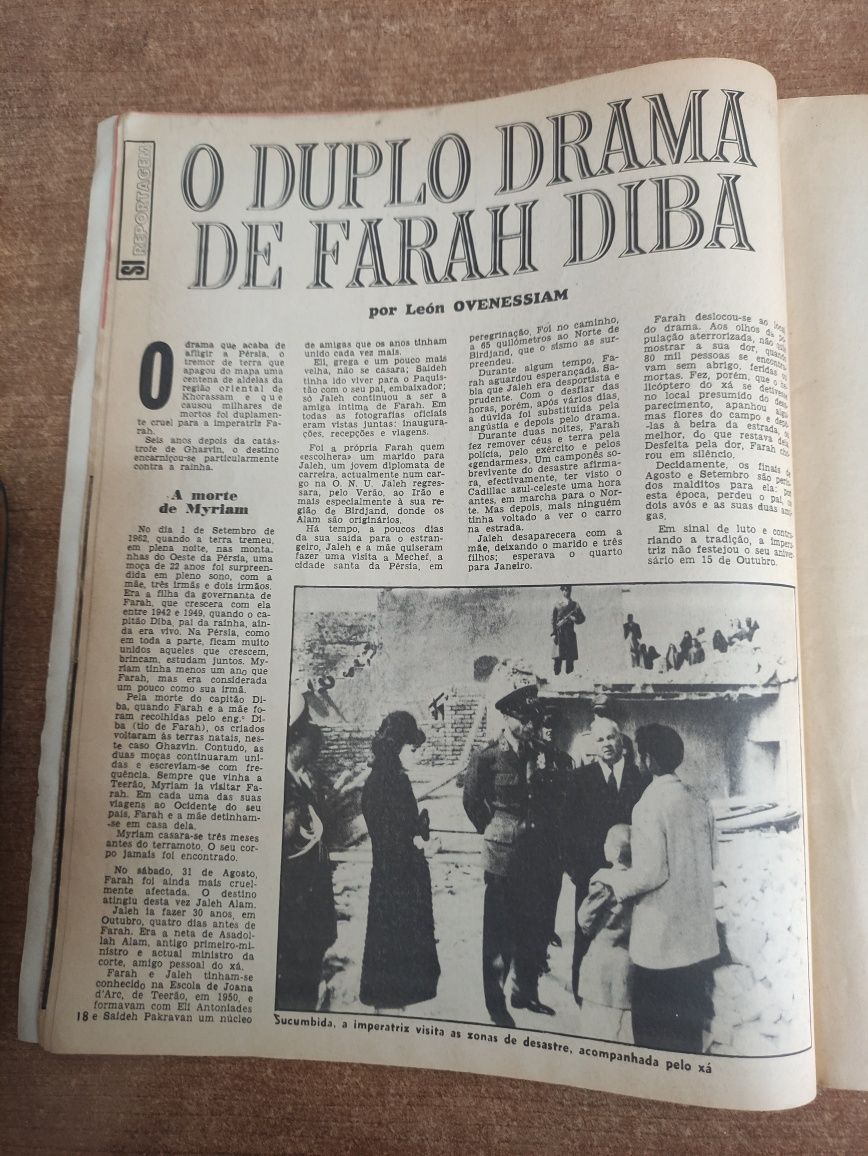 SI REPORTAGEM
O DUPLO DRAMA
DE FARAH DIBA
por León OVENESSIAM
O drama que acaba de
afligir a Pérsia, o
tremor de terra que
apagou do mapa uma
centena de aldeias da
região oriental de
Khorassam e que
causou milhares de
mortos foi duplamen-
te cruel para a imperatriz Fa-
rah.
Seis anos depois da catás-
trofe de Ghazvin, o destino
encarniçou-se particularmente
contra a rainha.
A morte
de Myriam
No dia 1 de Setembro de
1962, quando a terra tremeu,
em plena noite, nas monta-
nhas do Oeste da Pérsia, uma
moça de 22 anos foi surpreen-
dida em pleno sono, com a
mãe, três irmãs e dois irmãos.
Era a filha da governanta de
Farah, que crescera com ela
entre 1942 e 1949, quando o ca-
pitão Diba, pai da rainha, ain-
da era vivo. Na Pérsia, como
em toda a parte, ficam muito
unidos aqueles que crescem,
brincam, estudam juntos. My-
riam tinha menos um ano que
Farah, mas era considerada
um pouco como sua irmã.
Pela morte do capitão Di-
ba, quando Farah e a mãe fo-
ram recolhidas pelo eng.º Di-
ba (tio de Farah), os criados
voltaram às terras natais, nes-
te caso Ghazvin. Contudo, as
duas moças continuaram uni-
das e escreviam-se com fre-
quência. Sempre que vinha a
Teerão, Myriam ia visitar Fa-
rah. Em cada uma das suas
viagens ao Ocidente do seu
país, Farah e a mãe detinham-
-se em casa dela.
Myriam casara-se três meses
antes do terramoto. O seu cor-
po jamais foi encontrado.
No sábado, 31 de Agosto,
Farah foi ainda mais cruel-
mente afectada. O destino
atingiu desta vez Jaleh Alam.
Jaleh ia fazer 30 anos, em
Outubro, quatro dias antes de
Farah. Era a neta de Asadol-
lah Alam, antigo primeiro-mi-
nistro e actual ministro da
corte, amigo pessoal do xá.
Farah e Jaleh tinham-se
conhecido na Escola de Joana
d'Arc, de Teerão, em 1950, e
formavam com Eli Antoniades
e Saideh Pakravan um núcleo
de amigas que os anos tinham
unido cada vez mais.
Eli, grega e um pouco mais
velha, não se casara; Saideh
tinha ido viver para o Paquis-
tão com o seu pai, embaixador;
só Jaleh continuou a ser a
amiga íntima de Farah. Em
todas as fotografias oficiais
eram vistas juntas: inaugura-
ções, recepções e viagens.
Foi a própria Farah quem
«escolhera» um marido para
Jaleh, um jovem diplomata de
carreira, actualmente num car-
go na O. N. U. Jaleh regres-
sara, pelo Verão, ao Irão e
mais especialmente à sua re-
gião de Birdjand, donde os
Alam são originários.
Há tempo, a poucos dias
da sua saída para o estran-
geiro, Jaleh e a mãe quiseram
fazer uma visita a Mechef, a
cidade santa da Pérsia, em
peregrinação. Foi no caminho,
a 65 quilómetros ao Norte de
Birdjand, que o sismo as sur-
preendeu.
Durante algum tempo, Fa-
rah aguardou esperançada. Sa-
bia que Jaleh era desportista e
prudente. Com o desfiar das
horas, porém, após vários dias,
a dúvida foi substituída pela
angústia e depois pelo drama.
Durante duas noites, Farah
fez remover céus e terra pela
polícia, pelo exército e pelos
«gendarmes». Um camponês so-
brevivente do desastre afirma-
ra, efectivamente, ter visto o
Cadillac azul-celeste uma hora
antes, em marcha para o Nor-
te. Mas depois, mais ninguém
tinha voltado a ver o carro
na estrada.
Jaleh desaparecera com a
mãe, deixando o marido e três
filhos; esperava o quarto
para Janeiro.
Farah deslocou-se ao local
do drama. Aos olhos da po-
pulação aterrorizada, não quis
mostrar a sua dor, quando
80 mil pessoas se encontra-
vam sem abrigo, feridas ou
mortas. Fez, porém, que o he-
licóptero do xá se detivesse
no local presumido do desa-
parecimento, apanhou algu-
mas flores do campo e depô-
-las à beira da estrada, ou
melhor, do que restava dela.
Desfeita pela dor, Farah cho-
rou em silêncio.
Decidamente, os finais de
Agosto e Setembro são perío-
dos malditos para ela: por
esta época, perdeu o pai, os
dois avós e as suas duas ami-
gas.
Em sinal de luto e contra-
riando a tradição, a impera-
triz não festejou o seu aniver-
sário em 15 de Outubro.
Sucumbida, a imperatriz visita as zonas de desastre, acompanhada pelo xá
18